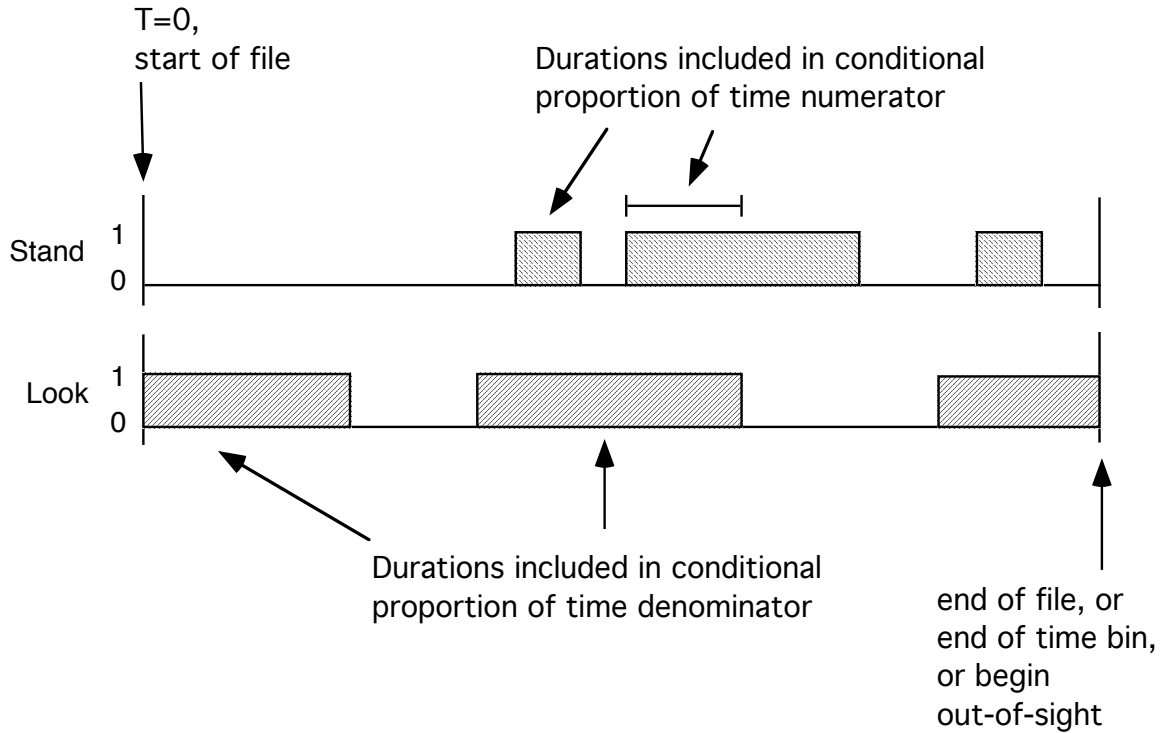 T=0,
start of file
Durations included in conditional
proportion of time numerator
Stand
1
0
Look
1
0
Durations included in conditional
proportion of time denominator
end of file, or
end of time bin,
or begin
out-of-sight